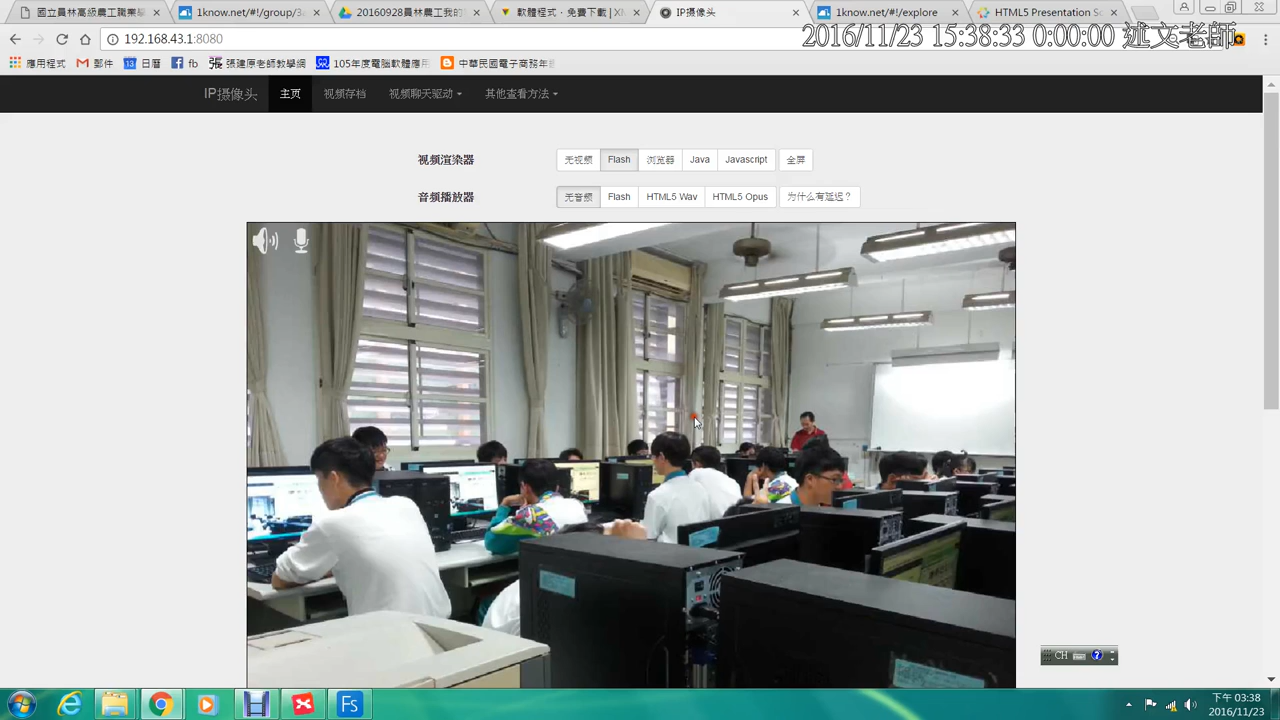 國立員林高級農工職業學
1know.net/#!/group/3
20160928員林農工我的
軟體程式 · 免費下載 | XM
IP摄像头
1know.net/#!/explore
HTML5 Presentation S
192.168.43.1:8080
2016/11/23 15:38:33 0:00:00 述文老師
應用程式
郵件
日曆
fb
張建原老師教學網
105年度電腦軟體應用
中華民國電子商務年
IP摄像头
主页
视频存档
视频聊天驱动
其他查看方法
视频渲染器
无视频
Flash
浏览器
Java
Javascript
全屏
音频播放器
无音频
Flash
HTML5 Wav
HTML5 Opus
为什么有延迟？
CH
下午 03:38
2016/11/23